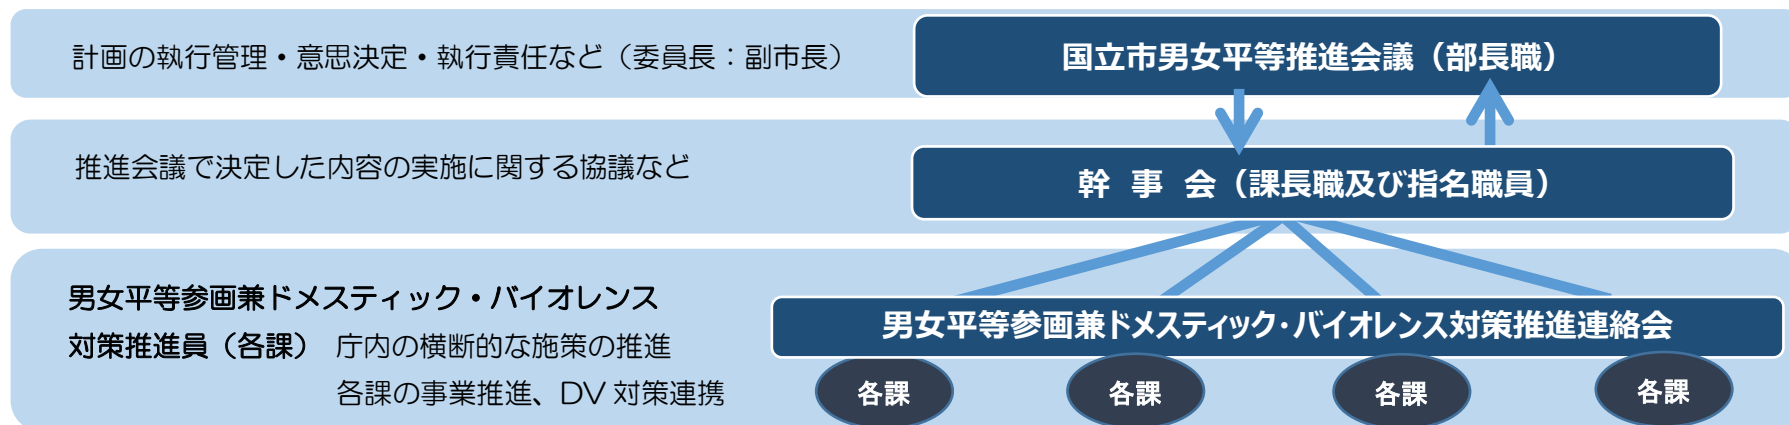 計画の執行管理・意思決定・執行責任など（委員長：副市長）
国立市男女平等推進会議（部長職）
推進会議で決定した内容の実施に関する協議など
幹 事 会（課長職及び指名職員）
男女平等参画兼ドメスティック・バイオレンス
対策推進員（各課） 庁内の横断的な施策の推進
各課の事業推進、DV 対策連携
男女平等参画兼ドメスティック・バイオレンス対策推進連絡会
各課
各課
各課
各課